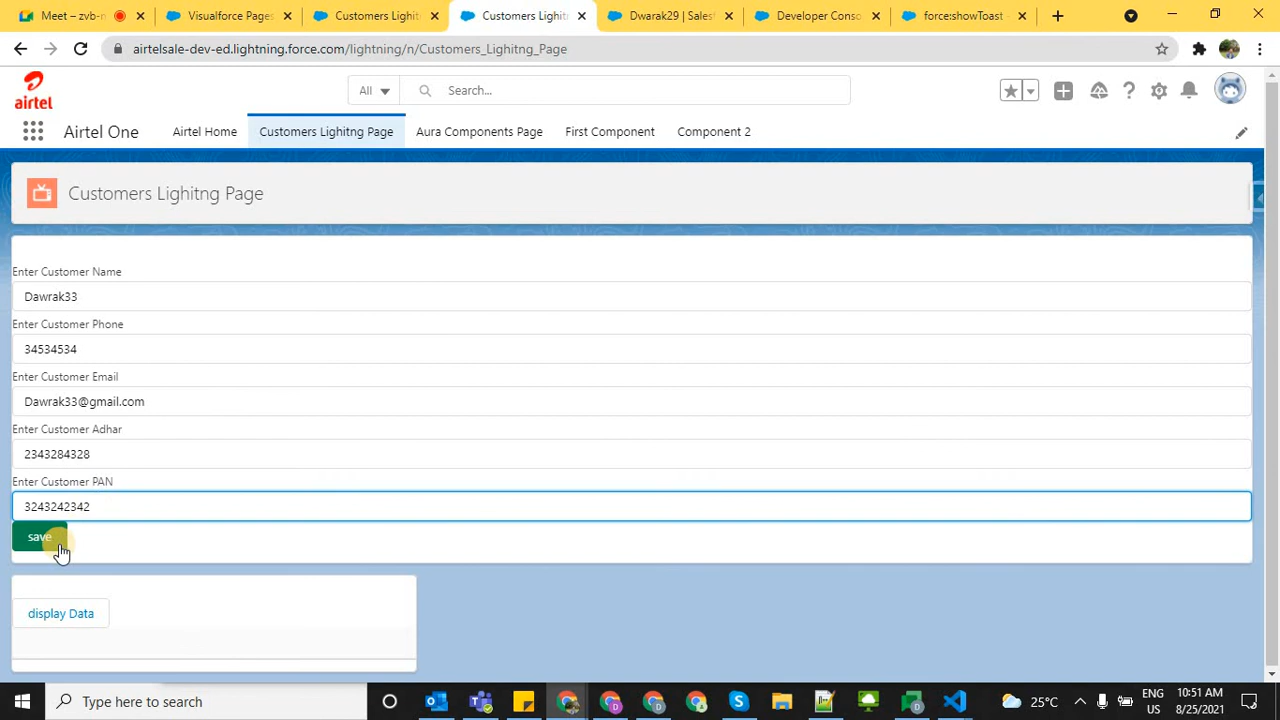 Meet – zvb-n
Visualforce Pages
Customers Lighit
Customers Lighit
Dwarak29 | Sales
Developer Conso
force:showToast -
airtelsale-dev-ed.lightning.force.com/lightning/n/Customers_Lighitng_Page
airtel
All
Search...
Airtel One
Airtel Home
Customers Lighitng Page
Aura Components Page
First Component
Component 2
Customers Lighitng Page
Enter Customer Name
Dawrak33
Enter Customer Phone
34534534
Enter Customer Email
Dawrak33@gmail.com
Enter Customer Adhar
2343284328
Enter Customer PAN
3243242342
save
display Data
Type here to search
25°C
ENG
US
10:51 AM
8/25/2021